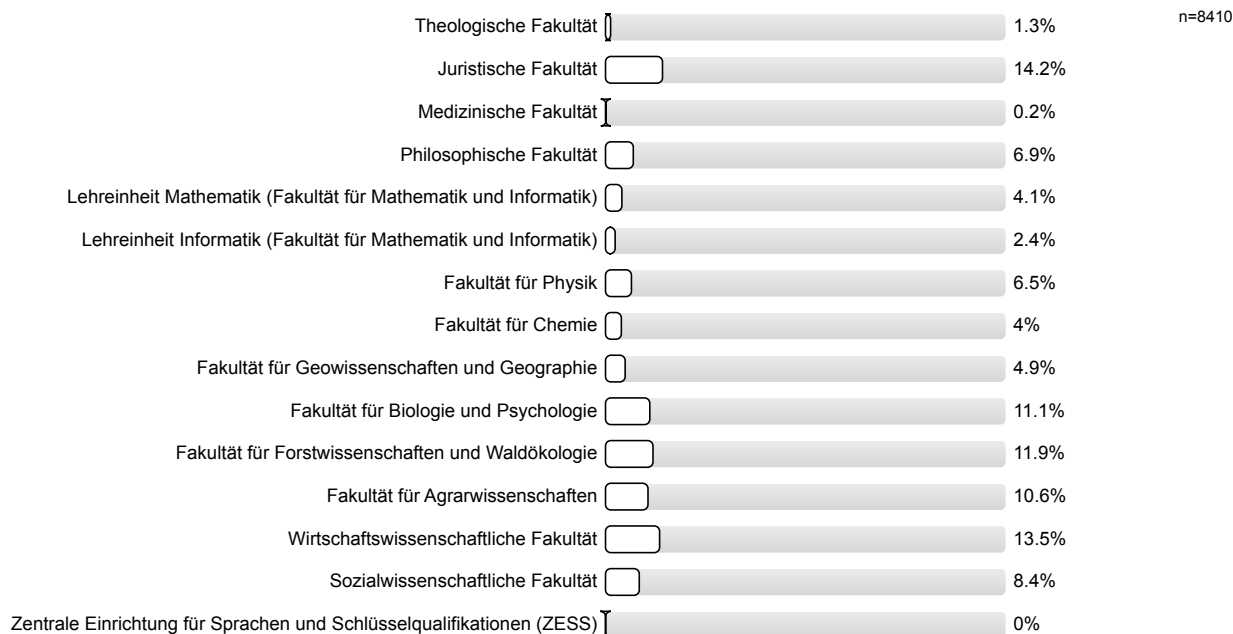 n=8410
Theologische Fakultät 1.3%
Juristische Fakultät 14.2%
Medizinische Fakultät 0.2%
Philosophische Fakultät 6.9%
Lehreinheit Mathematik (Fakultät für Mathematik und Informatik) 4.1%
Lehreinheit Informatik (Fakultät für Mathematik und Informatik) 2.4%
Fakultät für Physik 6.5%
Fakultät für Chemie 4%
Fakultät für Geowissenschaften und Geographie 4.9%
Fakultät für Biologie und Psychologie 11.1%
Fakultät für Forstwissenschaften und Waldökologie 11.9%
Fakultät für Agrarwissenschaften 10.6%
Wirtschaftswissenschaftliche Fakultät 13.5%
Sozialwissenschaftliche Fakultät 8.4%
Zentrale Einrichtung für Sprachen und Schlüsselqualifikationen (ZESS) 0%